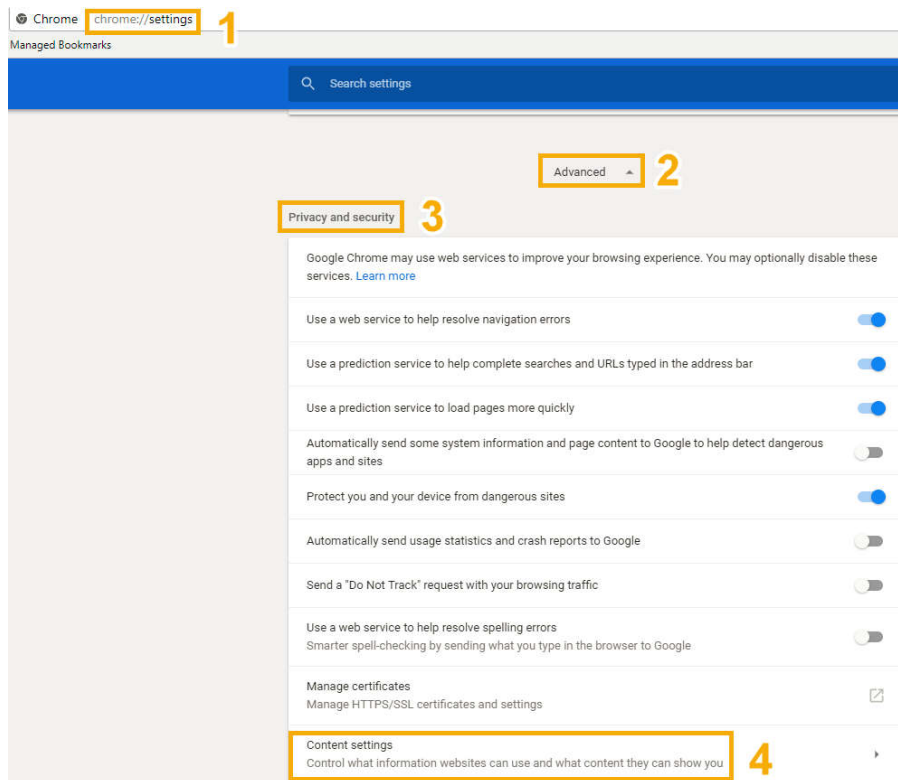 Chrome chrome://settings 1
Managed Bookmarks
Search settings
Advanced 2
Privacy and security 3
Google Chrome may use web services to improve your browsing experience. You may optionally disable these
services. Learn more
Use a web service to help resolve navigation errors
Use a prediction service to help complete searches and URLs typed in the address bar
Use a prediction service to load pages more quickly
Automatically send some system information and page content to Google to help detect dangerous
apps and sites
Protect you and your device from dangerous sites
Automatically send usage statistics and crash reports to Google
Send a "Do Not Track" request with your browsing traffic
Use a web service to help resolve spelling errors
Smarter spell-checking by sending what you type in the browser to Google
Manage certificates
Manage HTTPS/SSL certificates and settings
Content settings
Control what information websites can use and what content they can show you 4